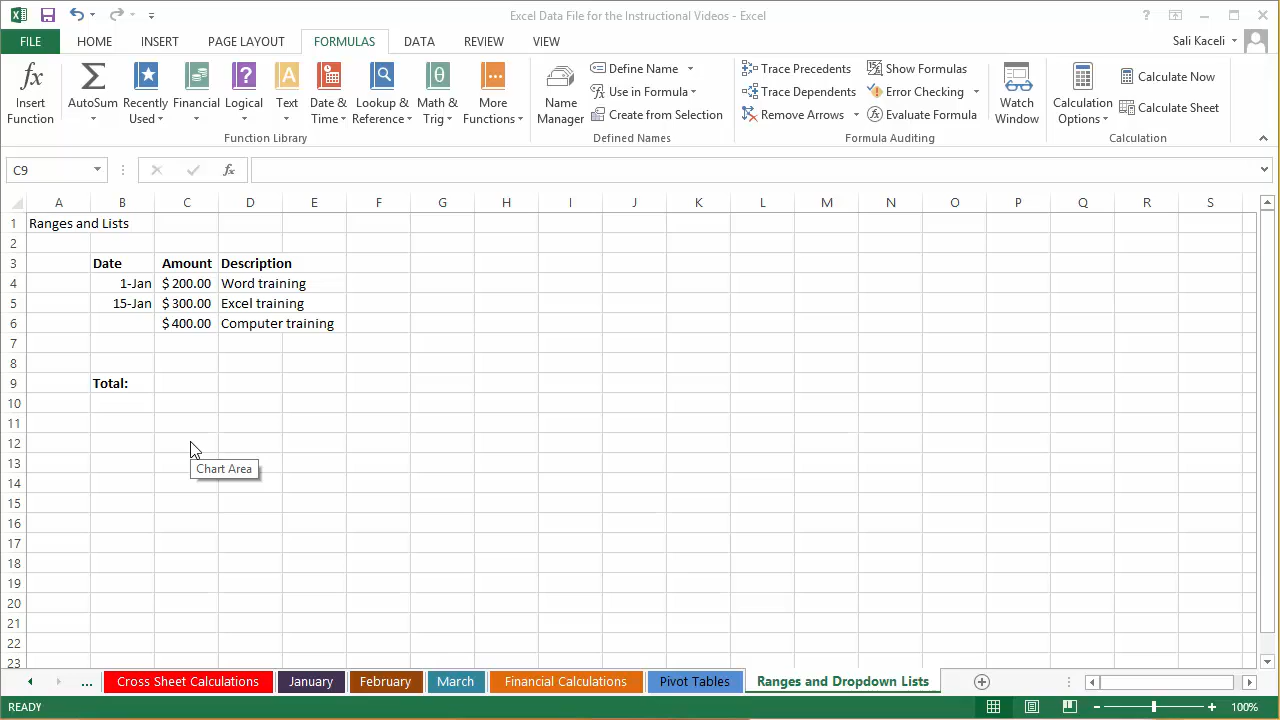 Excel Data File for the Instructional Videos - Excel
?
FILE HOME INSERT PAGE LAYOUT FORMULAS DATA REVIEW VIEW Sali Kaceli
Insert Function
AutoSum
Recently Used
Financial
Logical
Text
Date & Time
Lookup & Reference
Math & Trig
More Functions
Function Library
Name Manager
Define Name
Use in Formula
Create from Selection
Defined Names
Trace Precedents
Trace Dependents
Remove Arrows
Show Formulas
Error Checking
Evaluate Formula
Formula Auditing
Watch Window
Calculation Options
Calculate Now
Calculate Sheet
Calculation
C9 fx
A B C D E F G H I J K L M N O P Q R S
1 Ranges and Lists
2
3 Date Amount Description
4 1-Jan $ 200.00 Word training
5 15-Jan $ 300.00 Excel training
6 $ 400.00 Computer training
7
8
9 Total:
10
11
12
13
Chart Area
14
15
16
17
18
19
20
21
22
23
... Cross Sheet Calculations January February March Financial Calculations Pivot Tables Ranges and Dropdown Lists
READY 100%